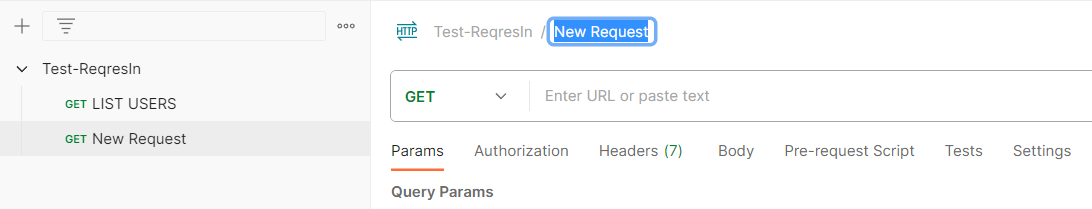 Test-ReqresIn
GET LIST USERS
GET New Request
HTTP Test-ReqresIn / New Request
GET Enter URL or paste text
Params Authorization Headers (7) Body Pre-request Script Tests Settings
Query Params